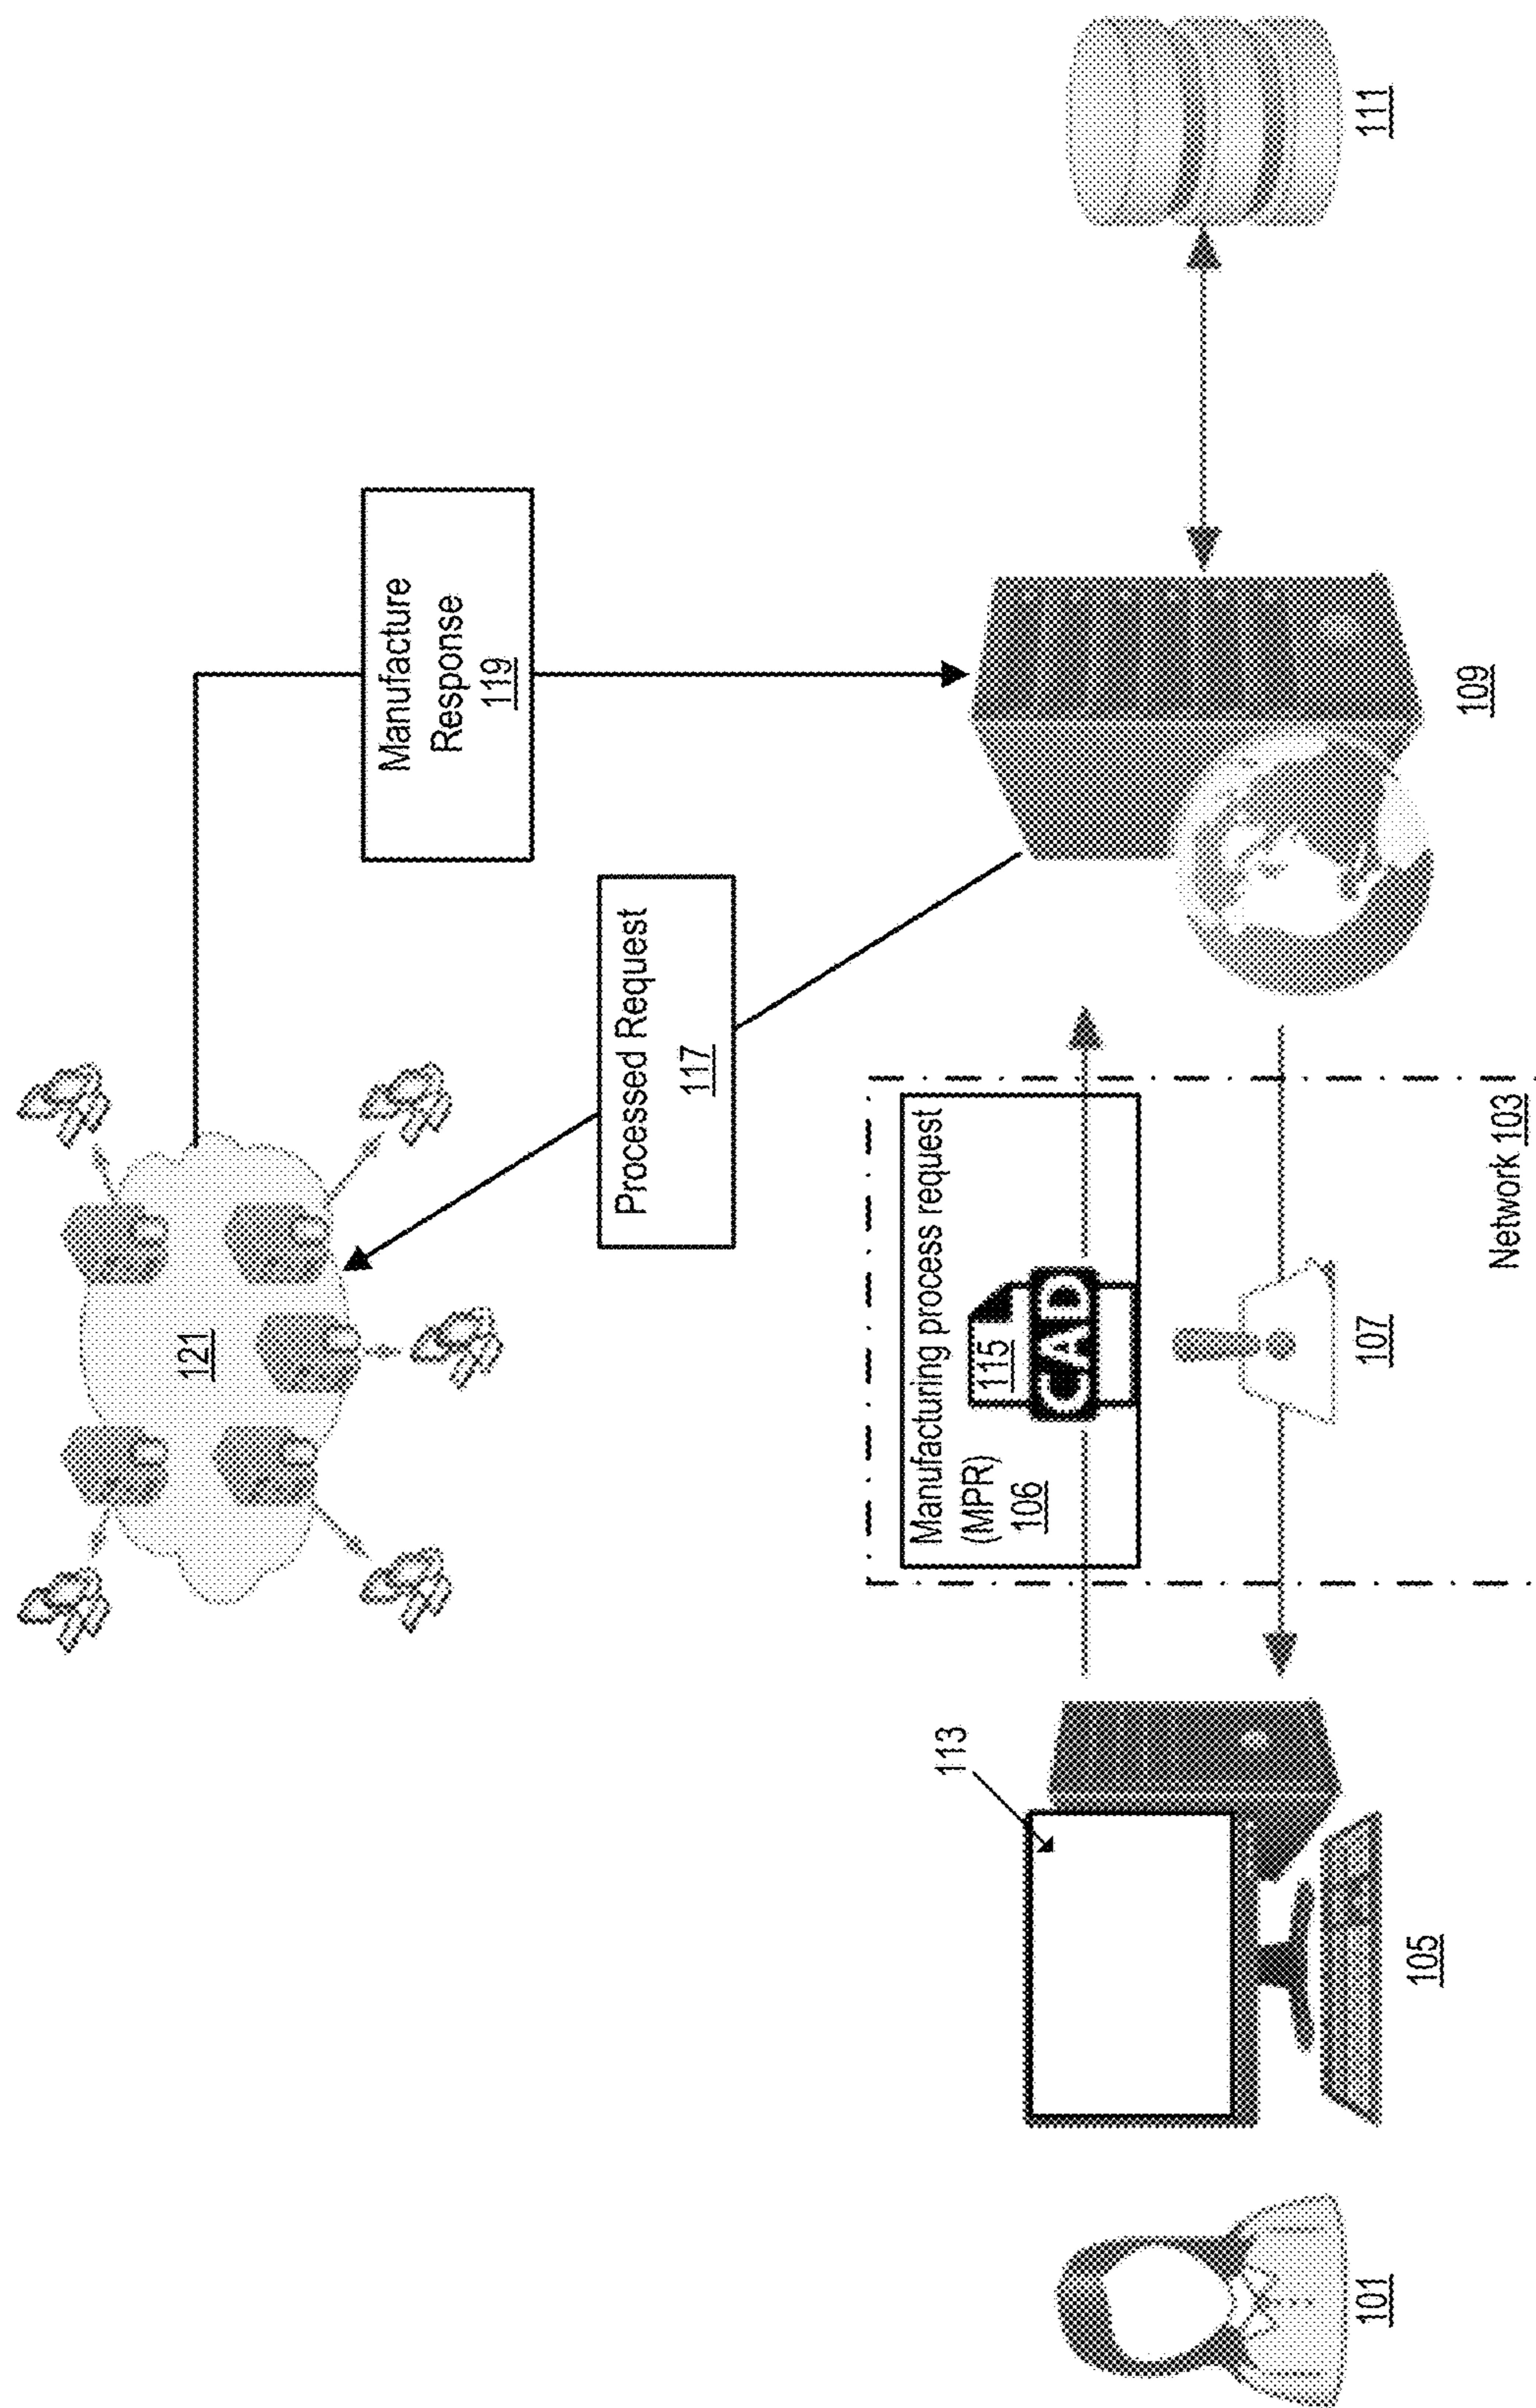 121
Manufacture
Response
119
Processed Request
117
Manufacturing process request
(MPR)
106
115
CAD
113
107
Network 103
101
105
109
111